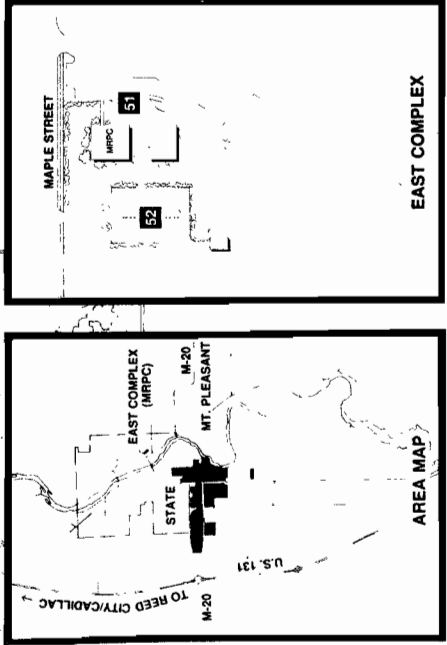 MAPLE STREET
51
MRPC
52
EAST COMPLEX
EAST COMPLEX
(MRPC)
M-20
MT. PLEASANT
STATE
TO REED CITY/CADILLAC →
M-20
U.S. 131
AREA MAP